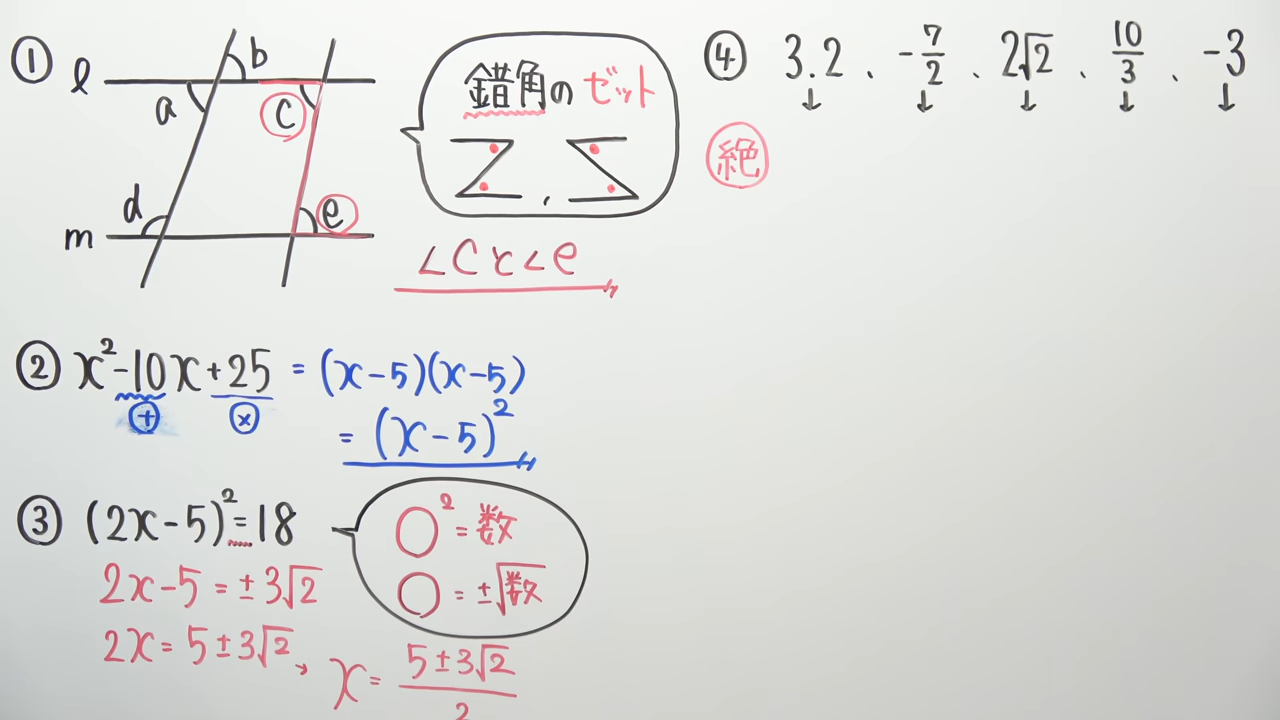 ① ℓ
a
b
c
d
e
m
錯角のゼット
Z , Σ
∠cと∠e
② x²-10x+25 = (x-5)(x-5)
+ ×
= (x-5)²
③ (2x-5)²=18
2x-5=±3√2
2x=5±3√2
x= 5±3√2/2
○²=数
○=±√数
④ 3.2 、 -7/2 、 2√2 、 10/3 、 -3
↓ ↓ ↓ ↓ ↓
絶